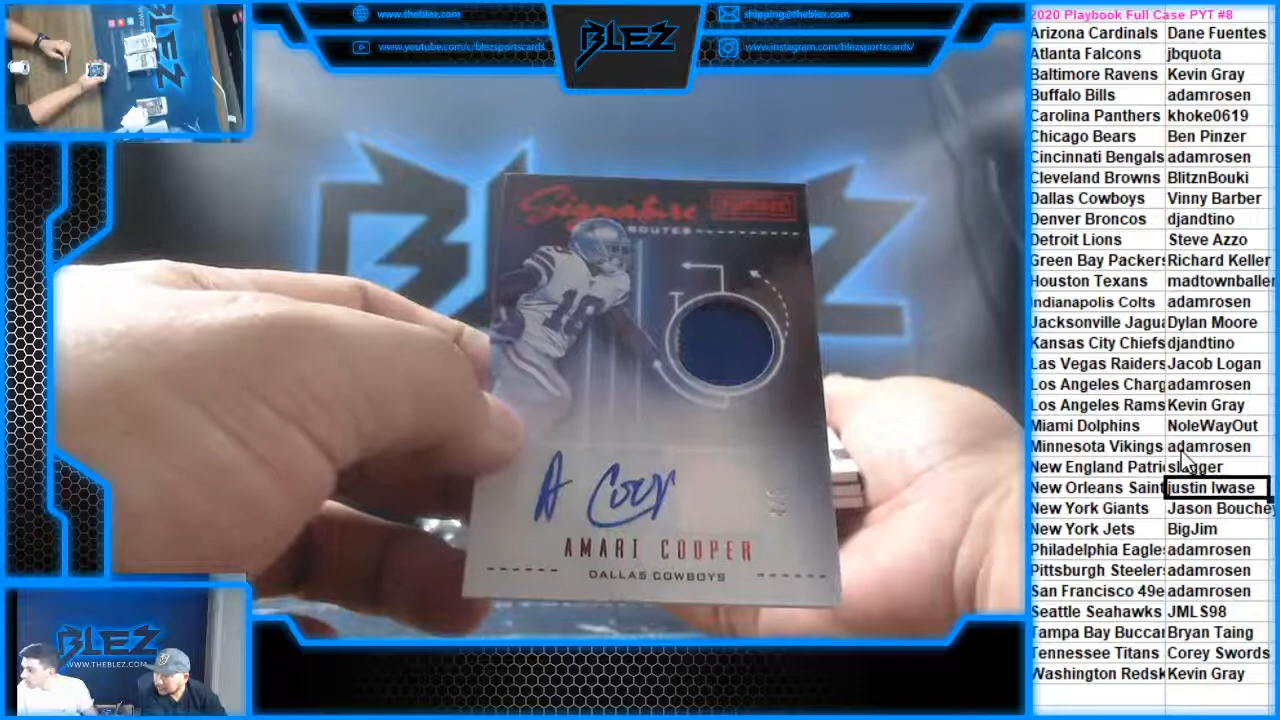 www.theblez.com
shipping@theblez.com
www.youtube.com/c/blezsportscards
BLEZ
www.instagram.com/blezsportscards/
2020 Playbook Full Case PYT #8
Arizona Cardinals Dane Fuentes
Atlanta Falcons jbquota
Baltimore Ravens Kevin Gray
Buffalo Bills adamrosen
Carolina Panthers khoke0619
Chicago Bears Ben Pinzer
Cincinnati Bengals adamrosen
Cleveland Browns BlitznBouki
Dallas Cowboys Vinny Barber
Denver Broncos djandtino
Detroit Lions Steve Azzo
Green Bay Packers Richard Keller
Houston Texans madtownballer
Indianapolis Colts adamrosen
Jacksonville Jagua Dylan Moore
Kansas City Chiefs djandtino
Las Vegas Raiders Jacob Logan
Los Angeles Charg adamrosen
Los Angeles Rams Kevin Gray
Miami Dolphins NoleWayOut
Minnesota Vikings adamrosen
New England Patri
New Orleans Saint justin Iwase
New York Giants Jason Bouchey
New York Jets BigJim
Philadelphia Eagle adamrosen
Pittsburgh Steeler adamrosen
San Francisco 49e adamrosen
Seattle Seahawks JMLS98
Tampa Bay Buccar Bryan Taing
Tennessee Titans Corey Swords
Washington Redsk Kevin Gray
BLEZ
BLEZ
Signature
ROUTES
A Coop
AMARI COOPER
DALLAS COWBOYS
BLEZ
WWW.THEBLEZ.COM